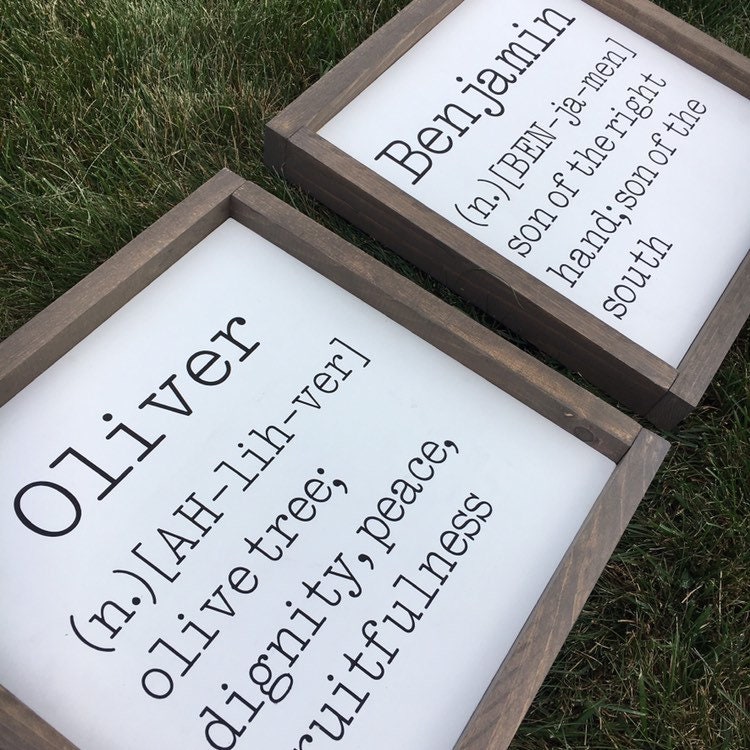 Benjamin
(n.)[BEN-ja-men]
son of the right
hand; son of the
south
Oliver
(n.)[AH-lih-ver]
olive tree;
dignity, peace,
ruitfulness